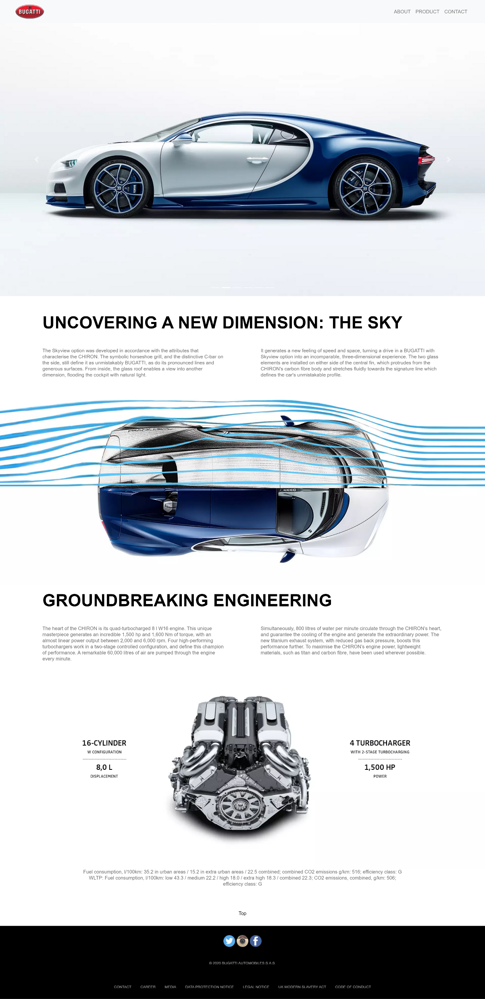 BUGATTI
ABOUT PRODUCT CONTACT
UNCOVERING A NEW DIMENSION: THE SKY
The Skyview option was developed in accordance with the attributes that
characterise the CHIRON. The symbolic horseshoe grill, and the distinctive C-bar on
the side, still define it as unmistakably BUGATTI, as do its pronounced lines and
generous surfaces. From inside, the glass roof enables a view into another
dimension, flooding the cockpit with natural light.
It generates a new feeling of speed and space, turning a drive in a BUGATTI with
Skyview option into an incomparable, three-dimensional experience. The two glass
elements are installed on either side of the central fin, which protrudes from the
CHIRON's carbon fibre body and stretches fluidly towards the signature line which
defines the car's unmistakable profile.
FRANK HEYL
GROUNDBREAKING ENGINEERING
The heart of the CHIRON is its quad-turbocharged 8 l W16 engine. This unique
masterpiece generates an incredible 1,500 hp and 1,600 Nm of torque, with an
almost linear power output between 2,000 and 6,000 rpm. Four high-performing
turbochargers work in a two-stage controlled configuration, and define this champion
of performance. A remarkable 60,000 litres of air are pumped through the engine
every minute.
Simultaneously, 800 litres of water per minute circulate through the CHIRON's heart,
and guarantee the cooling of the engine and generate the extraordinary power. The
new titanium exhaust system, with reduced gas back pressure, boosts this
performance further. To maximise the CHIRON's engine power, lightweight
materials, such as titan and carbon fibre, have been used wherever possible.
16-CYLINDER
W CONFIGURATION
8,0 L
DISPLACEMENT
4 TURBOCHARGER
WITH 2-STAGE TURBOCHARGING
1,500 HP
POWER
Fuel consumption, l/100km: 35.2 in urban areas / 15.2 in extra urban areas / 22.5 combined; combined CO2 emissions g/km: 516; efficiency class: G
WLTP: Fuel consumption, l/100km: low 43.3 / medium 22.2 / high 18.0 / extra high 18.3 / combined 22.3; CO2 emissions, combined, g/km: 506;
efficiency class: G
Top
© 2020 BUGATTI AUTOMOBILES S.A.S.
CONTACT CAREER MEDIA DATA PROTECTION NOTICE LEGAL NOTICE UK MODERN SLAVERY ACT CODE OF CONDUCT